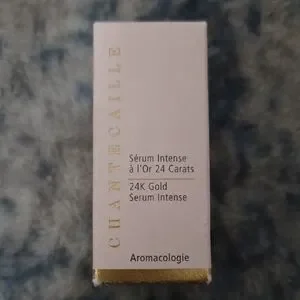 CHANTECAILLE
Sérum Intense
à l'Or 24 Carats
24K Gold
Serum Intense
Aromacologie